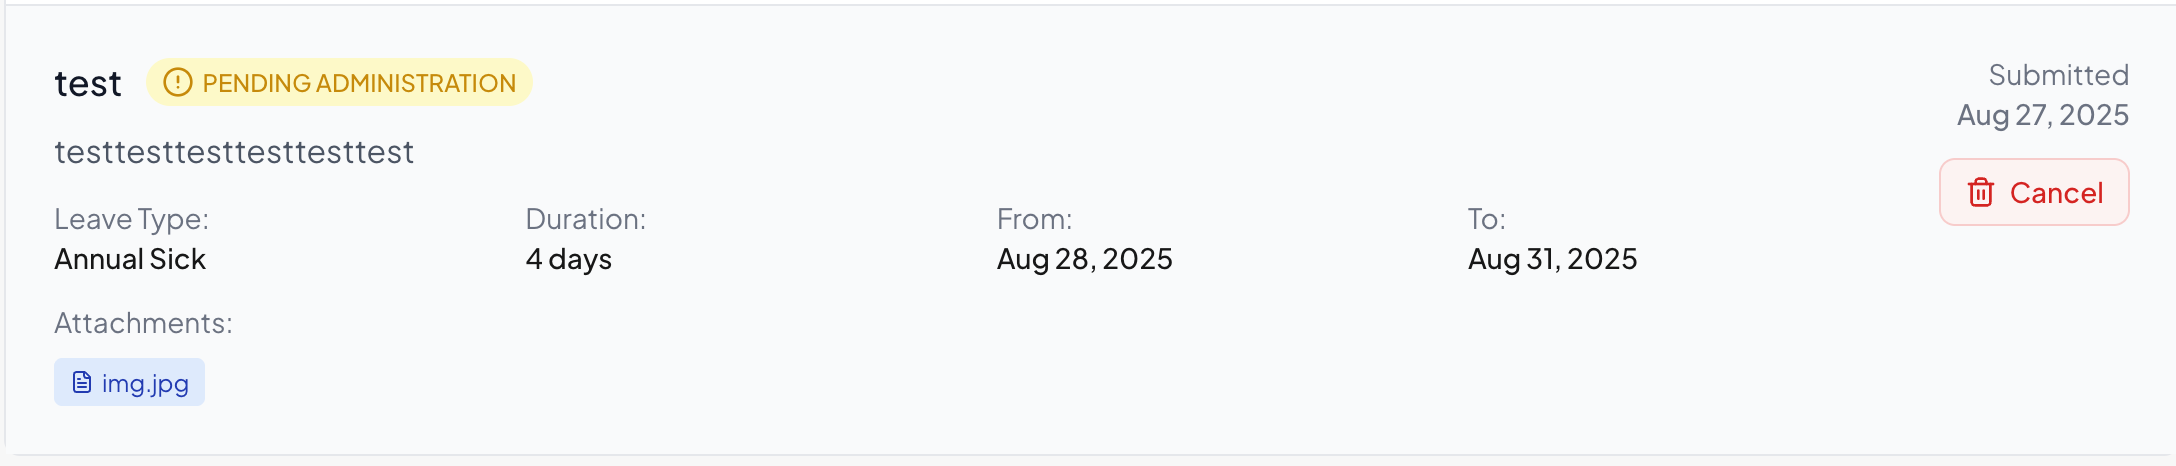 test
PENDING ADMINISTRATION
Submitted
Aug 27, 2025
testtesttesttesttesttest
Cancel
Leave Type:
Annual Sick
Duration:
4 days
From:
Aug 28, 2025
To:
Aug 31, 2025
Attachments:
img.jpg